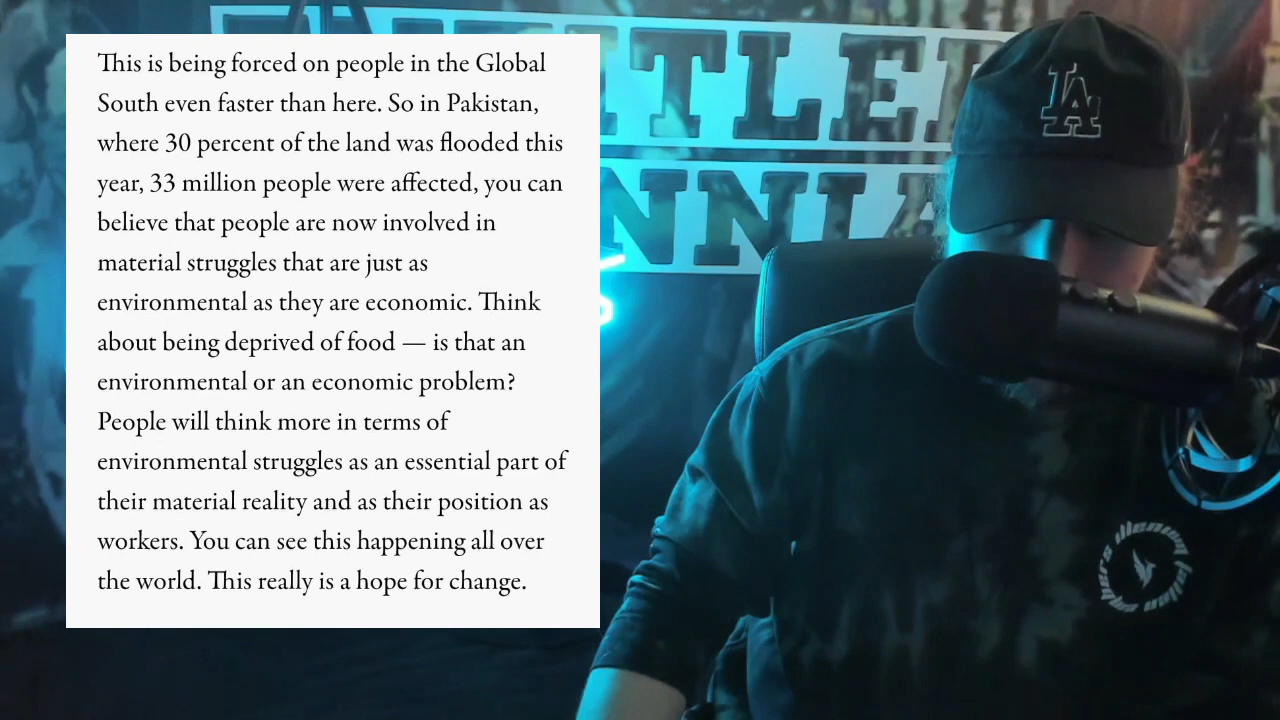 This is being forced on people in the Global
South even faster than here. So in Pakistan,
where 30 percent of the land was flooded this
year, 33 million people were affected, you can
believe that people are now involved in
material struggles that are just as
environmental as they are economic. Think
about being deprived of food — is that an
environmental or an economic problem?
People will think more in terms of
environmental struggles as an essential part of
their material reality and as their position as
workers. You can see this happening all over
the world. This really is a hope for change.
TLE
NNIA
LA